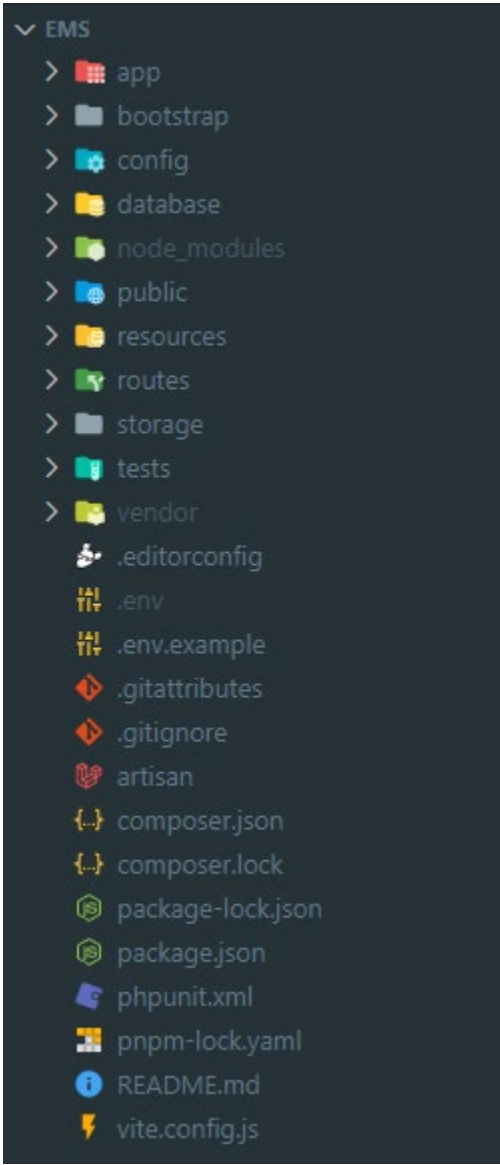 EMS
app
bootstrap
config
database
node_modules
public
resources
routes
storage
tests
vendor
.editorconfig
.env
.env.example
.gitattributes
.gitignore
artisan
composer.json
composer.lock
package-lock.json
package.json
phpunit.xml
pnpm-lock.yaml
README.md
vite.config.js